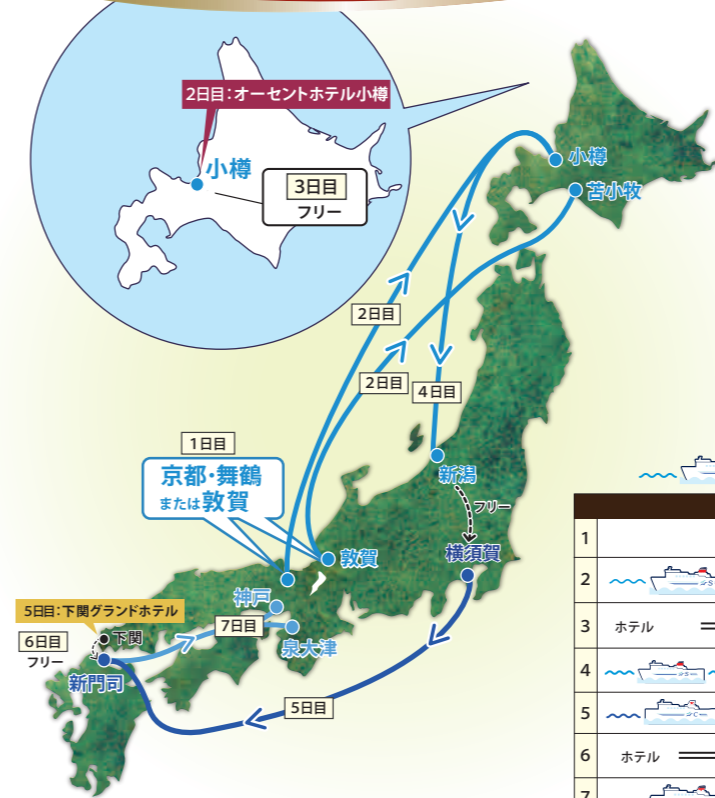 2日目：オーセントホテル小樽
小樽
3日目
フリー
小樽
苫小牧
2日目
2日目
4日目
1日目
京都・舞鶴
または敦賀
新潟
フリー
敦賀
横須賀
神戸
5日目：下関グランドホテル
7日目
下関
6日目
フリー
泉大津
新門司
5日目
1
2
3 ホテル
4
5
6 ホテル
7